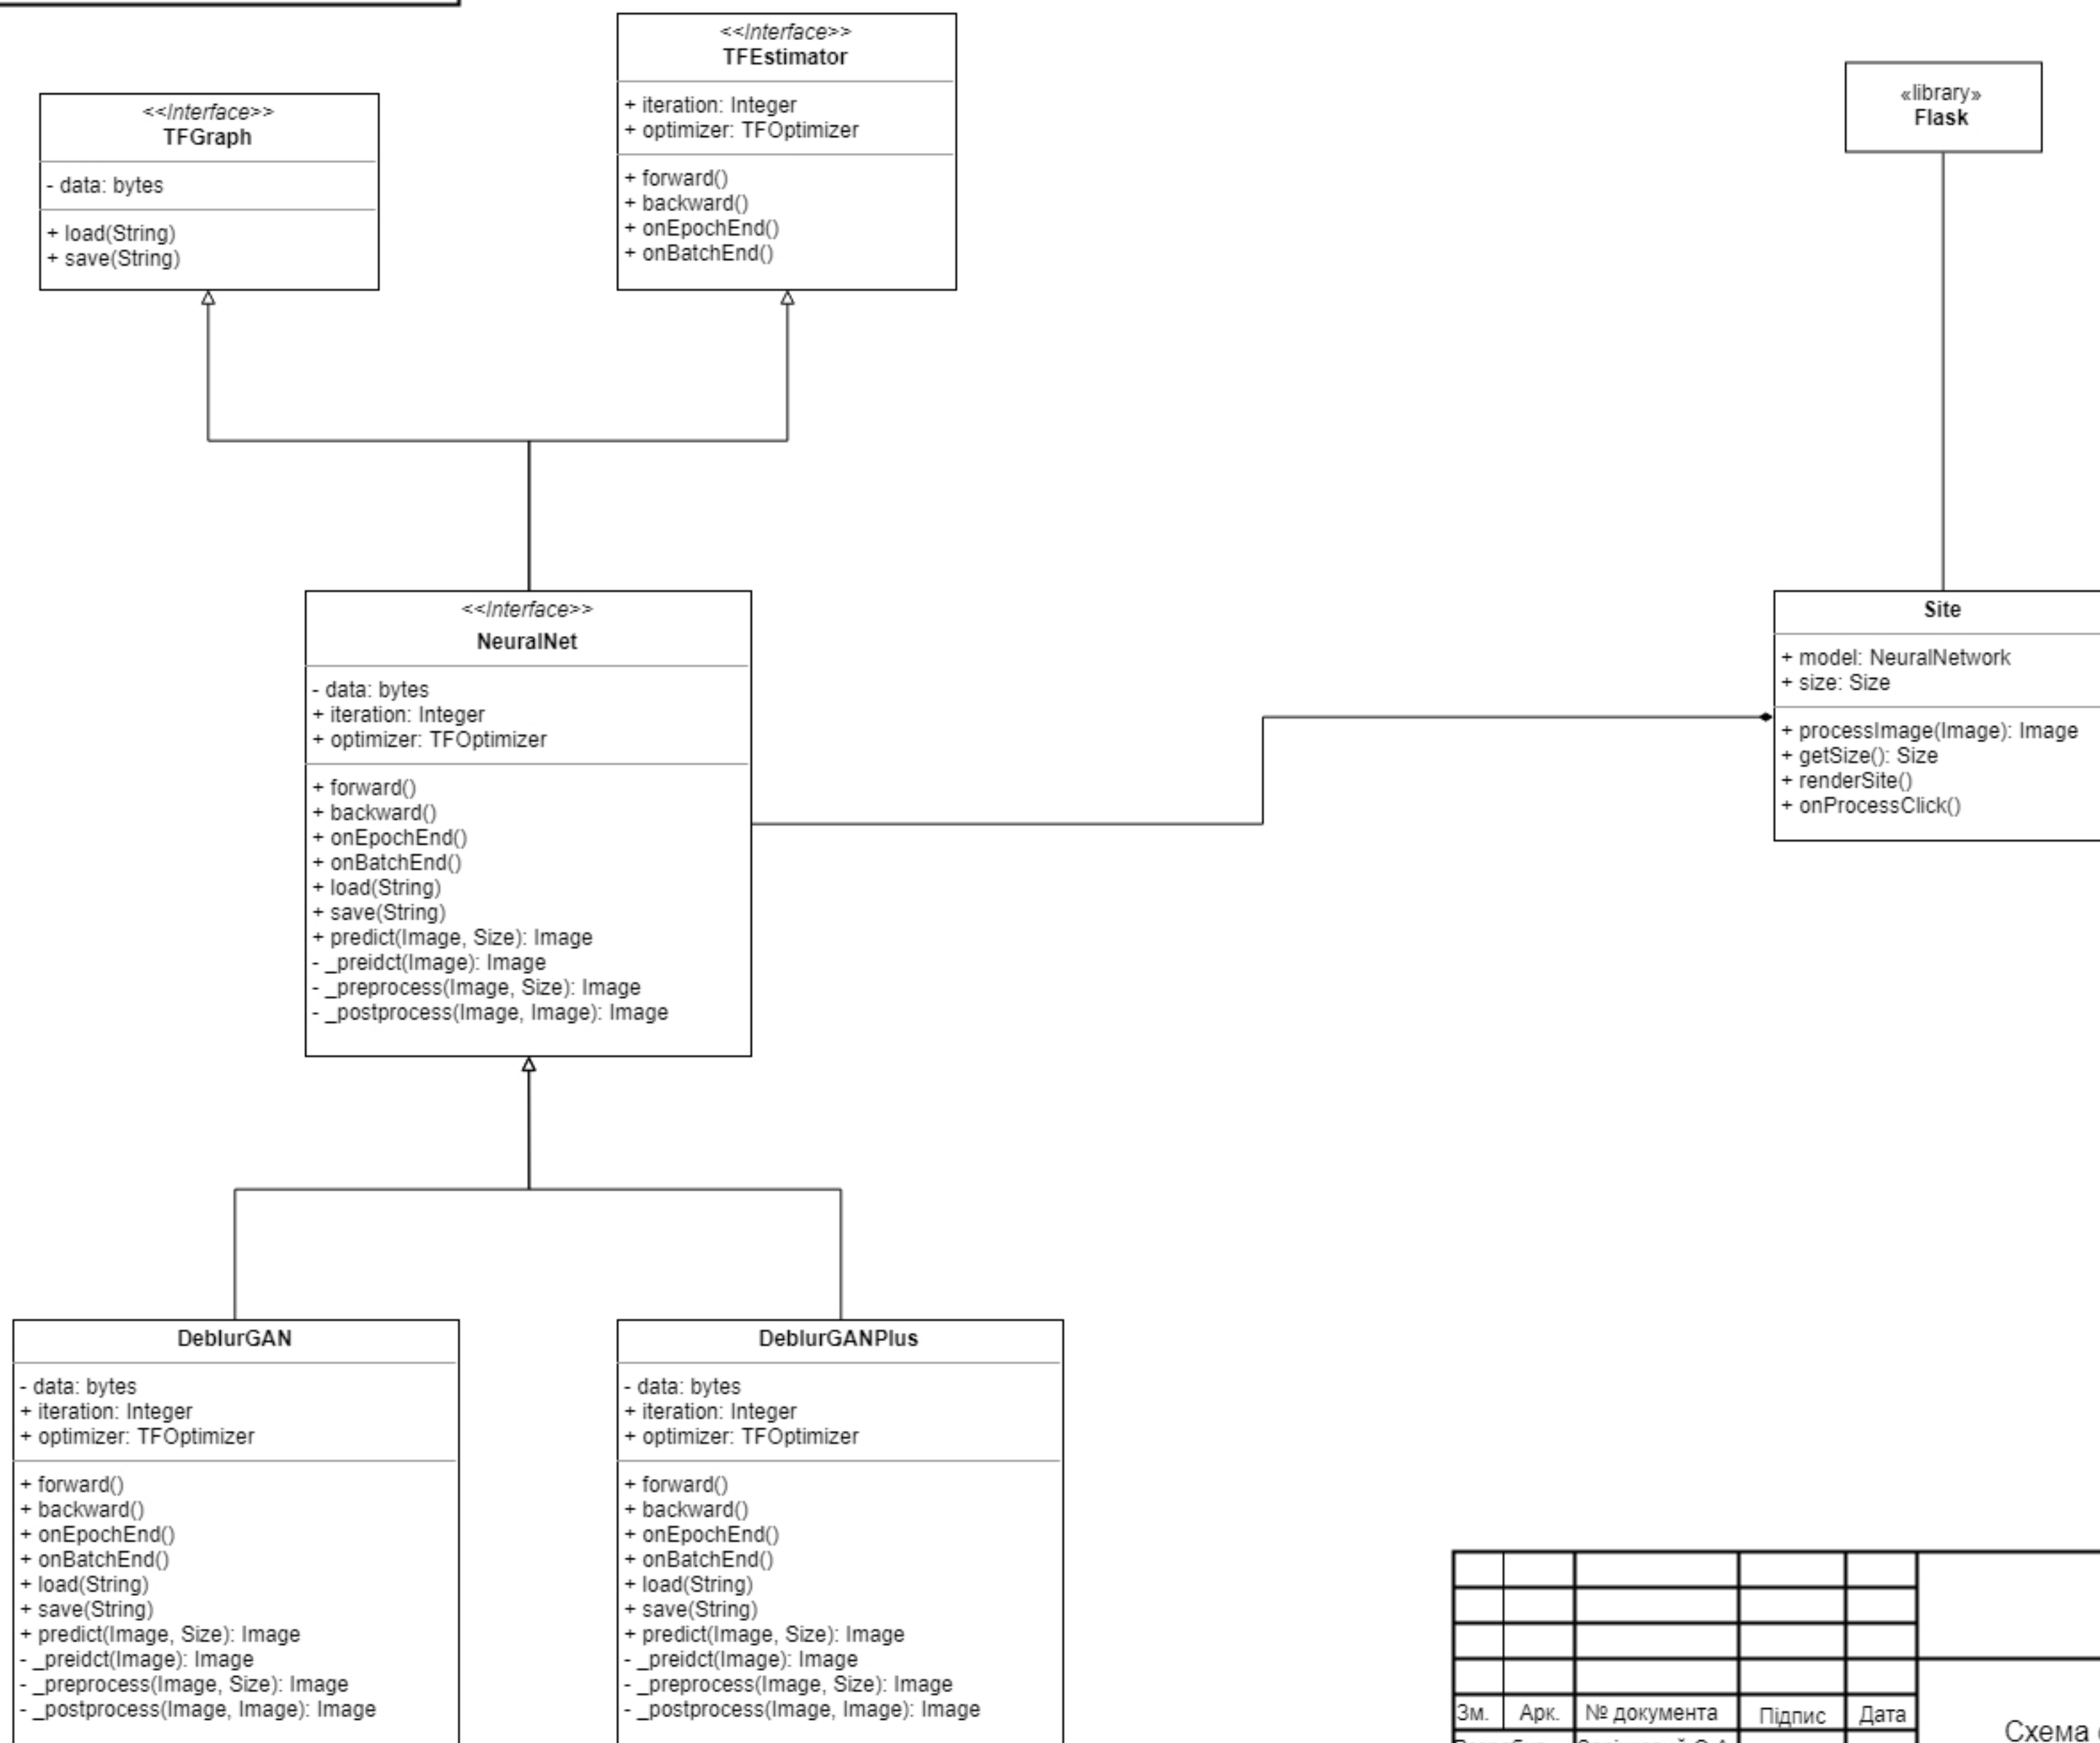 <<Interface>>
TFEstimator
+ iteration: Integer
+ optimizer: TFOptimizer
+ forward()
+ backward()
+ onEpochEnd()
+ onBatchEnd()
<<Interface>>
TFGraph
- data: bytes
+ load(String)
+ save(String)
«library»
Flask
<<Interface>>
NeuralNet
- data: bytes
+ iteration: Integer
+ optimizer: TFOptimizer
+ forward()
+ backward()
+ onEpochEnd()
+ onBatchEnd()
+ load(String)
+ save(String)
+ predict(Image, Size): Image
- _preidct(Image): Image
- _preprocess(Image, Size): Image
- _postprocess(Image, Image): Image
Site
+ model: NeuralNetwork
+ size: Size
+ processImage(Image): Image
+ getSize(): Size
+ renderSite()
+ onProcessClick()
DeblurGAN
- data: bytes
+ iteration: Integer
+ optimizer: TFOptimizer
+ forward()
+ backward()
+ onEpochEnd()
+ onBatchEnd()
+ load(String)
+ save(String)
+ predict(Image, Size): Image
- _preidct(Image): Image
- _preprocess(Image, Size): Image
- _postprocess(Image, Image): Image
DeblurGANPlus
- data: bytes
+ iteration: Integer
+ optimizer: TFOptimizer
+ forward()
+ backward()
+ onEpochEnd()
+ onBatchEnd()
+ load(String)
+ save(String)
+ predict(Image, Size): Image
- _preidct(Image): Image
- _preprocess(Image, Size): Image
- _postprocess(Image, Image): Image
Зм. Арк. № документа Підпис Дата
Схема